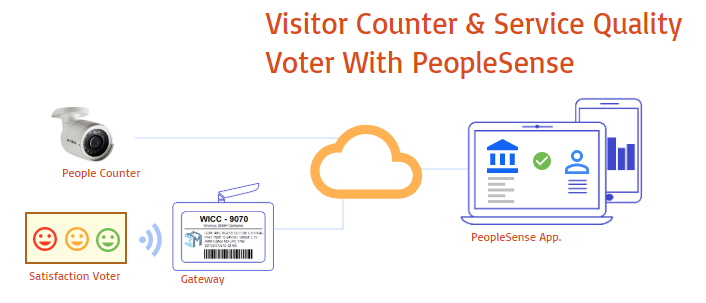 Visitor Counter & Service Quality
Voter With PeopleSense
People Counter
WICC - 9070
Satisfaction Voter
Gateway
PeopleSense App.